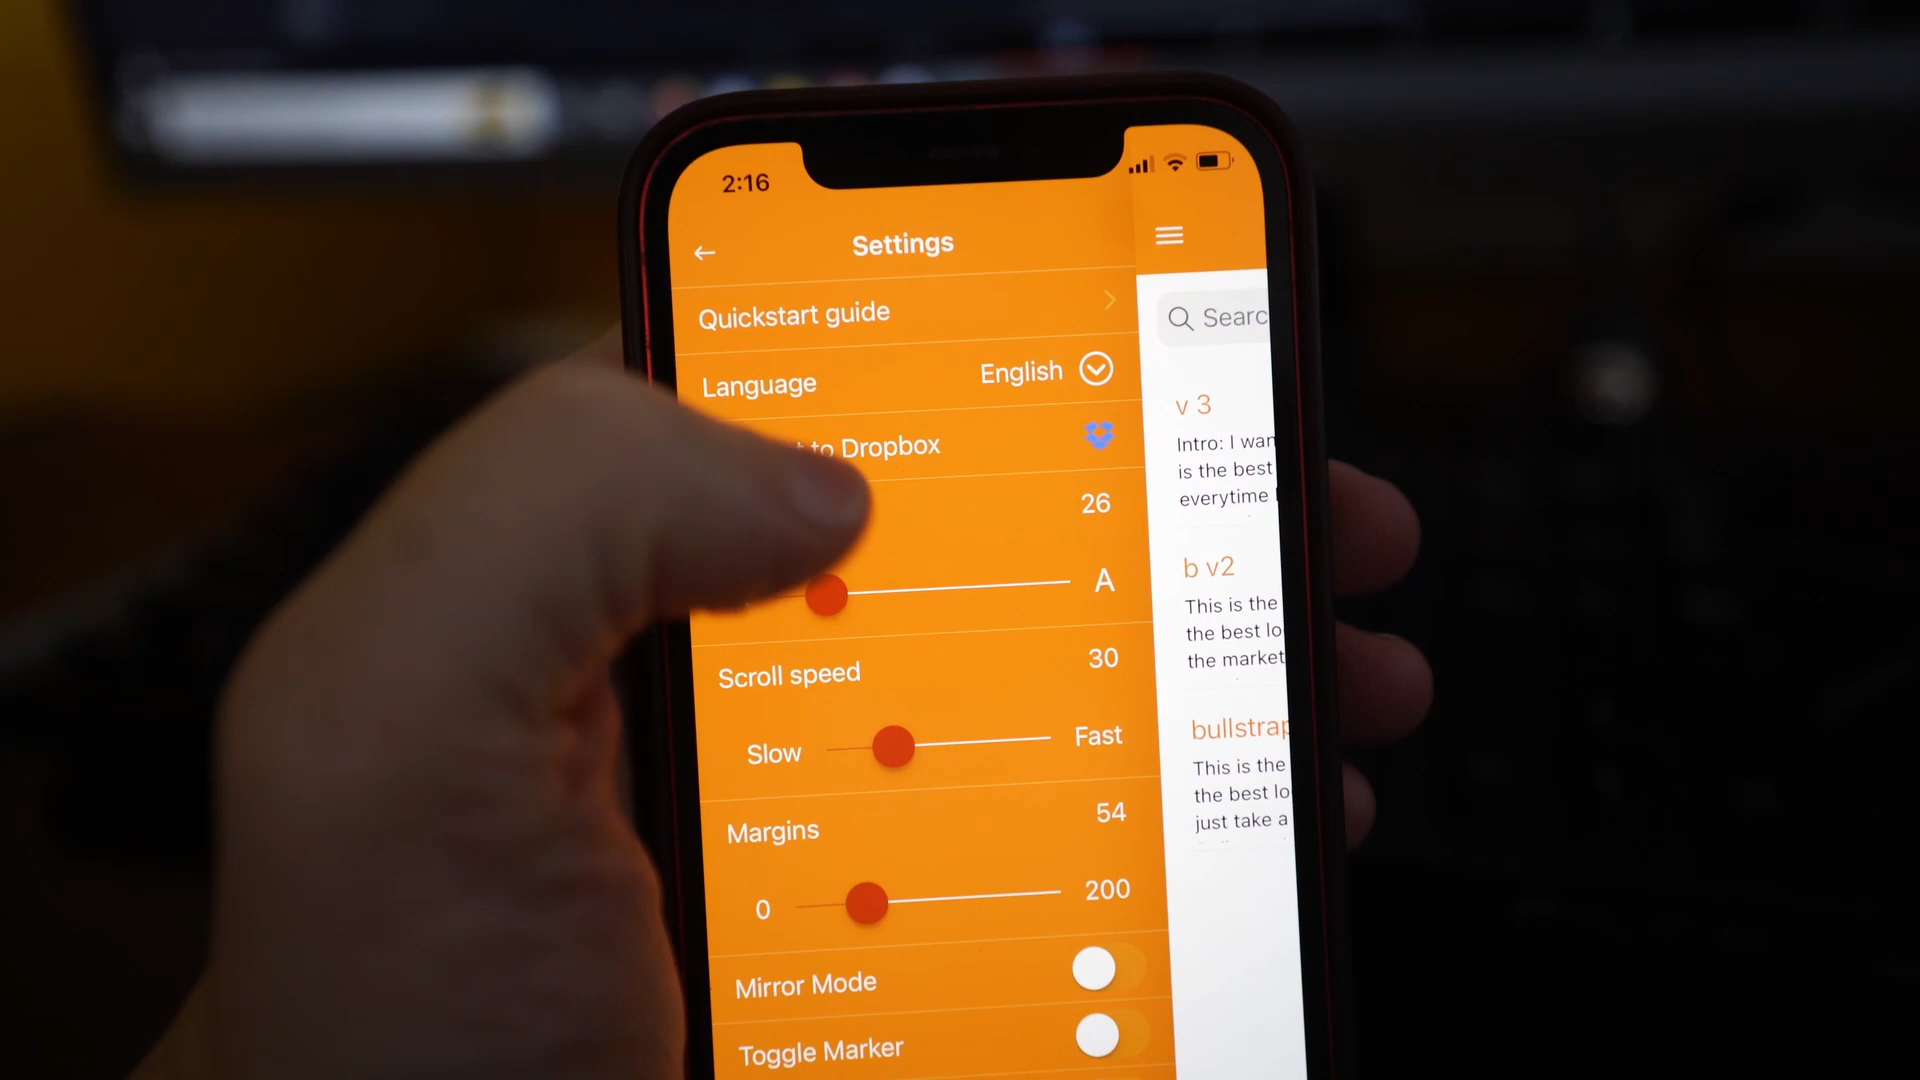 2:16
Settings
Quickstart guide
Language English
to Dropbox
26
A
Scroll speed 30
Slow Fast
Margins 54
0 200
Mirror Mode
Toggle Marker
Searc
v 3
Intro: I wan
is the best
everytime
b v2
This is the
the best lo
the market
bullstrap
This is the
the best lo
just take a